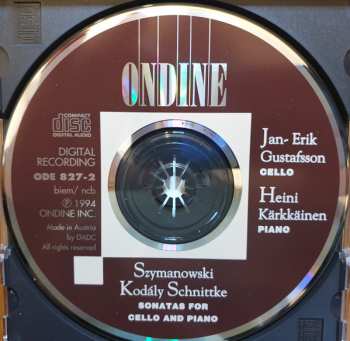 ONDINE
COMPACT
disc
DIGITAL AUDIO
DIGITAL
RECORDING
ODE 827-2
biem/ ncb
℗ 1994
ONDINE INC.
Made in Austria
by DADC
All rights reserved
Jan-Erik
Gustafsson
CELLO
Heini
Kärkkäinen
PIANO
Szymanowski
Kodály Schnittke
SONATAS FOR
CELLO AND PIANO